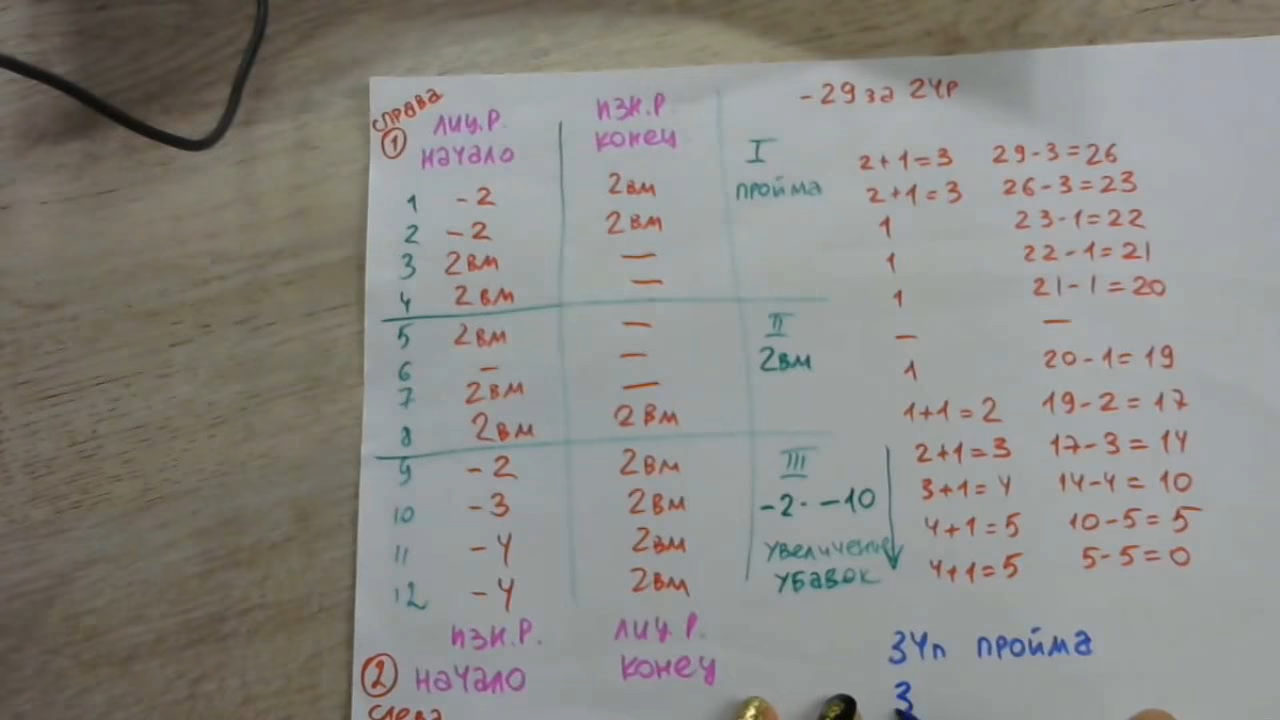 справа
-29 за 24р
① лиц.р. изн.р.
начало конец
I
пройма
1 -2 2вм 2+1=3 29-3=26
2 -2 2вм 2+1=3 26-3=23
3 2вм — 1 23-1=22
4 2вм — 1 22-1=21
II
2вм
5 2вм — 1 21-1=20
6 — — — —
7 2вм — 1 20-1=19
8 2вм 2вм 1+1=2 19-2=17
III
-2. -10
увеличение
убавок
9 -2 2вм 2+1=3 17-3=14
10 -3 2вм 3+1=4 14-4=10
11 -4 2вм 4+1=5 10-5=5
12 -4 2вм 4+1=5 5-5=0
изн.р. лиц.р.
② начало конец
слева
34п пройма
3